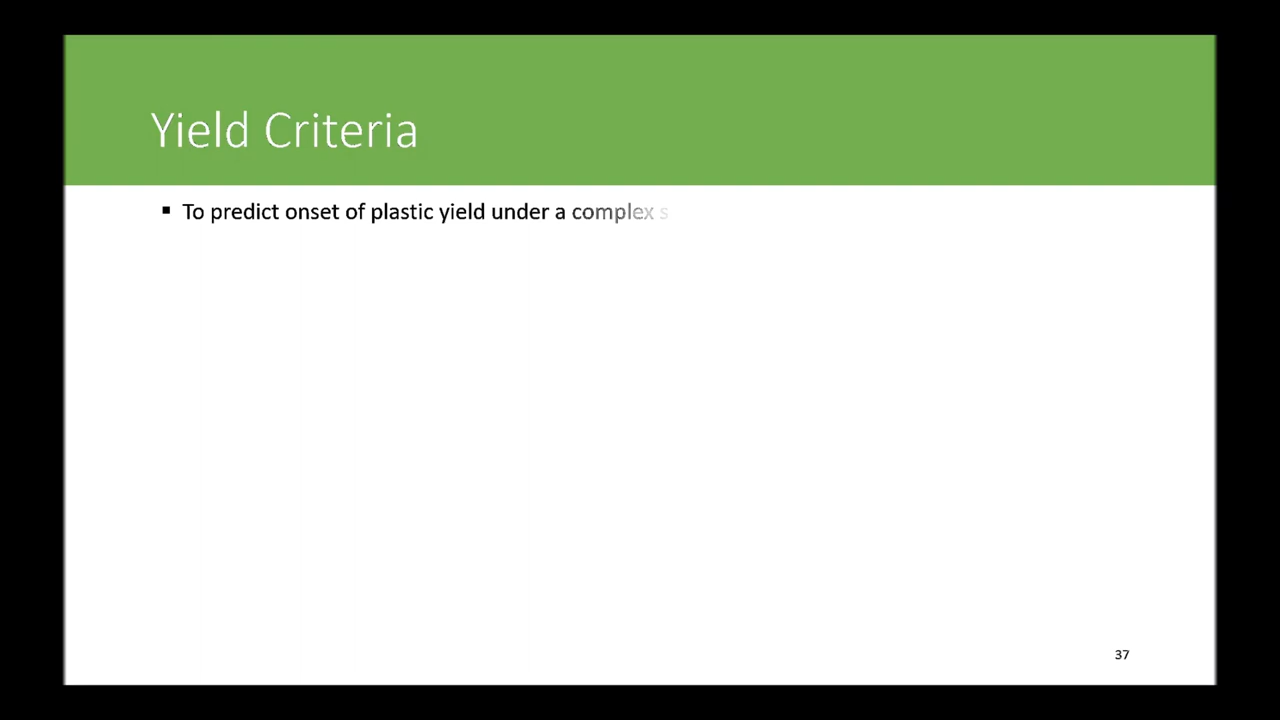 Yield Criteria
▪ To predict onset of plastic yield under a complex s
37